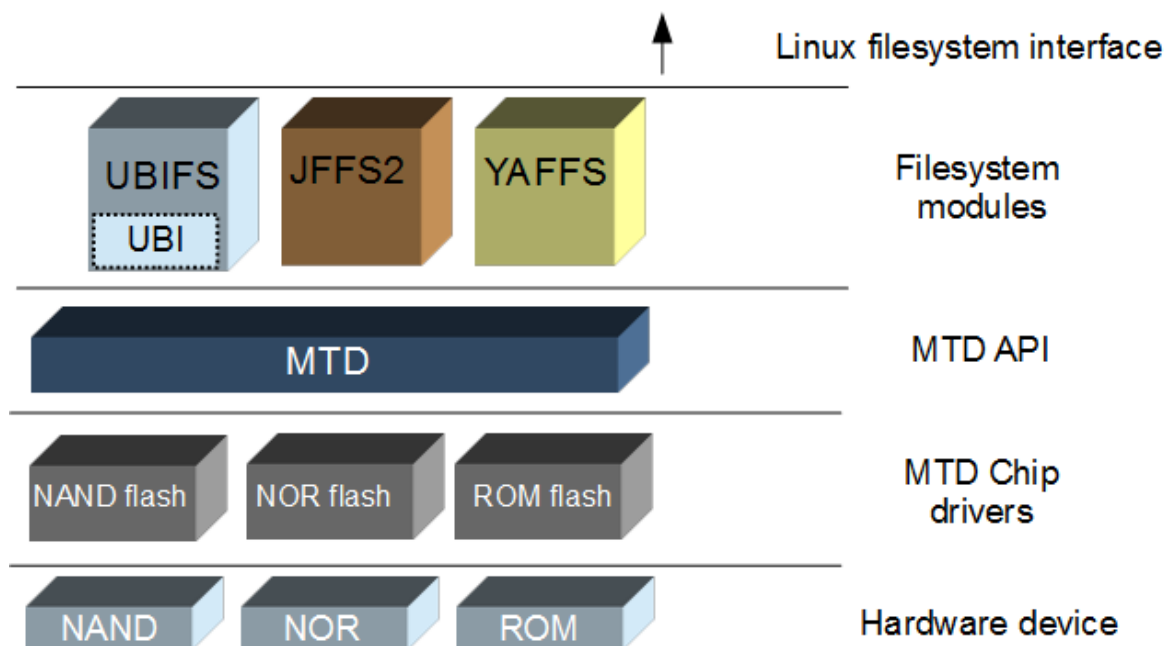 Linux filesystem interface
UBIFS
UBI
JFFS2
YAFFS
Filesystem
modules
MTD
MTD API
NAND flash
NOR flash
ROM flash
MTD Chip
drivers
NAND
NOR
ROM
Hardware device